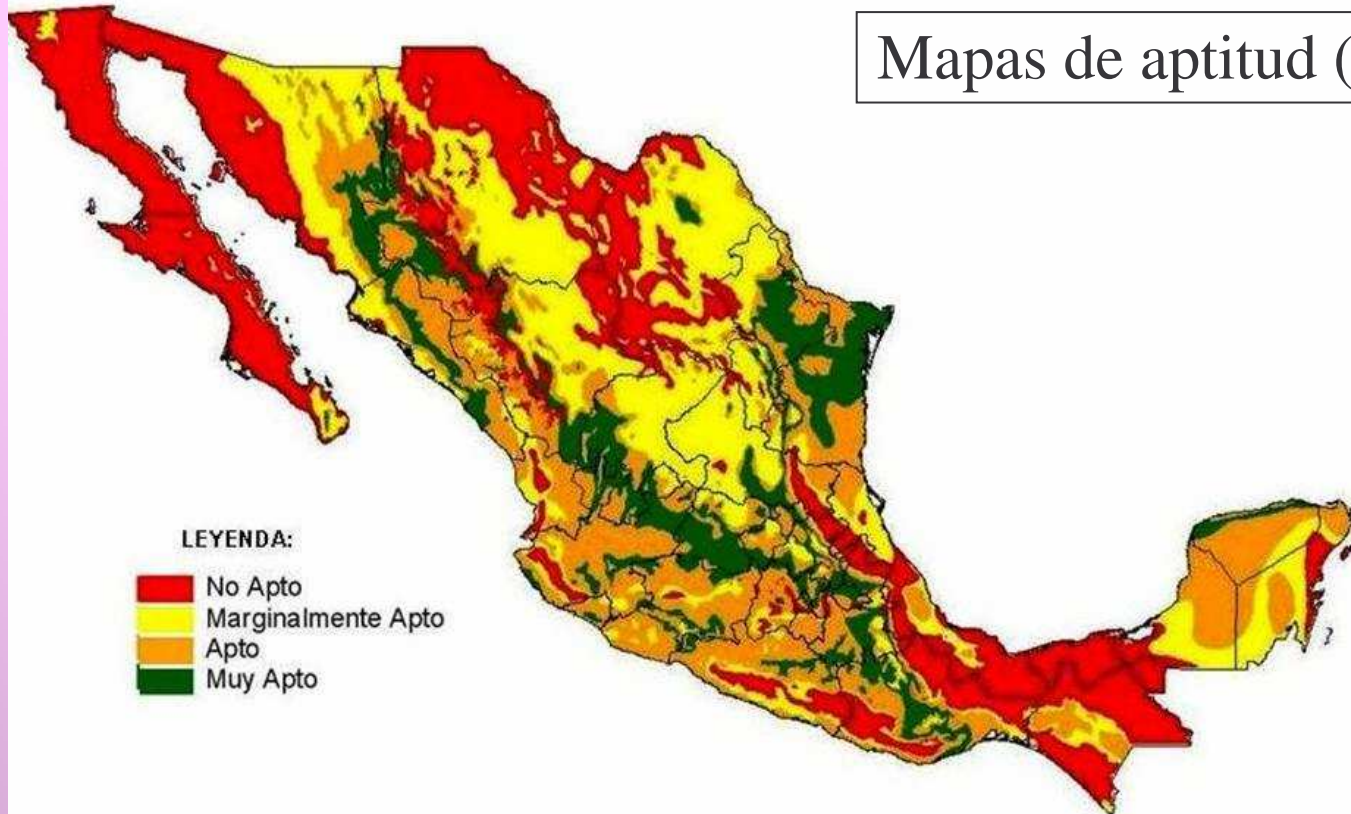 Mapas de aptitud (
LEYENDA:
No Apto
Marginalmente Apto
Apto
Muy Apto
?